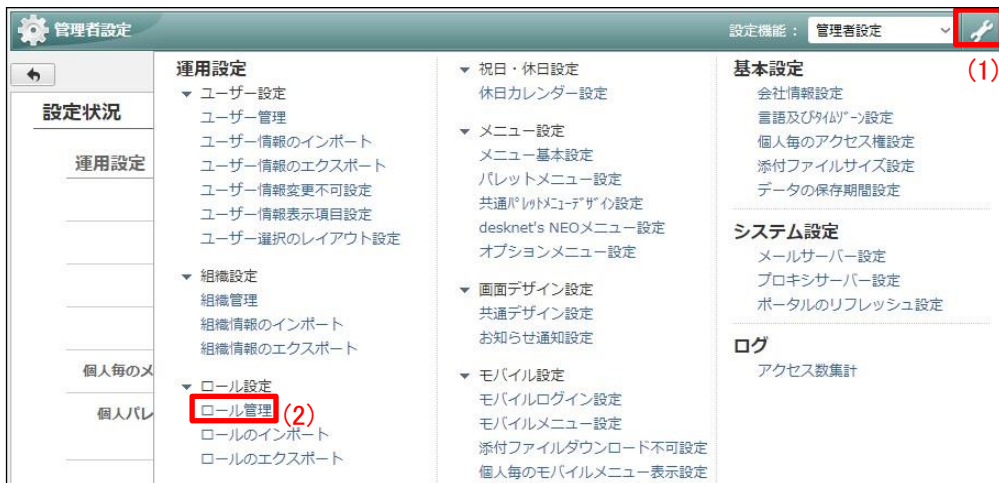 管理者設定
設定機能： 管理者設定
(1)
設定状況
運用設定
個人毎のメ
個人パレ
運用設定
ユーザー設定
ユーザー管理
ユーザー情報のインポート
ユーザー情報のエクスポート
ユーザー情報変更不可設定
ユーザー情報表示項目設定
ユーザー選択のレイアウト設定
組織設定
組織管理
組織情報のインポート
組織情報のエクスポート
ロール設定
ロール管理 (2)
ロールのインポート
ロールのエクスポート
祝日・休日設定
休日カレンダー設定
メニュー設定
メニュー基本設定
パレットメニュー設定
共通ﾊﾟﾚｯﾄﾒﾆｭｰﾃﾞｻﾞｲﾝ設定
desknet's NEOメニュー設定
オプションメニュー設定
画面デザイン設定
共通デザイン設定
お知らせ通知設定
モバイル設定
モバイルログイン設定
モバイルメニュー設定
添付ファイルダウンロード不可設定
個人毎のモバイルメニュー表示設定
基本設定
会社情報設定
言語及びﾀｲﾑｿﾞｰﾝ設定
個人毎のアクセス権設定
添付ファイルサイズ設定
データの保存期間設定
システム設定
メールサーバー設定
プロキシサーバー設定
ポータルのリフレッシュ設定
ログ
アクセス数集計